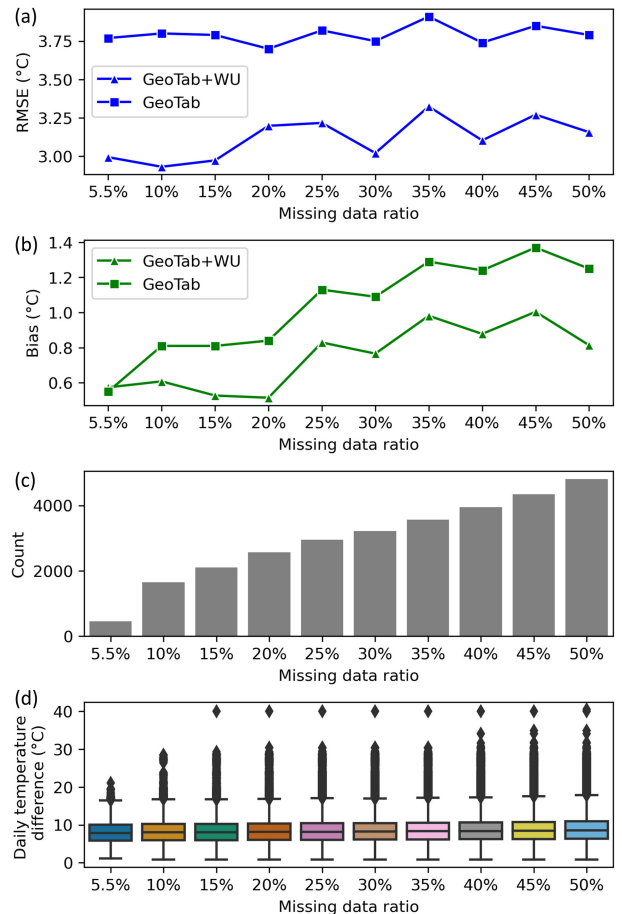 (a)
3.75
3.50
3.25
3.00
RMSE (°C)
GeoTab+WU
GeoTab
5.5% 10% 15% 20% 25% 30% 35% 40% 45% 50%
Missing data ratio
(b)
1.4
1.2
1.0
0.8
0.6
Bias (°C)
GeoTab+WU
GeoTab
5.5% 10% 15% 20% 25% 30% 35% 40% 45% 50%
Missing data ratio
(c)
4000
2000
0
Count
5.5% 10% 15% 20% 25% 30% 35% 40% 45% 50%
Missing data ratio
(d)
40
30
20
10
0
Daily temperature
difference (°C)
5.5% 10% 15% 20% 25% 30% 35% 40% 45% 50%
Missing data ratio